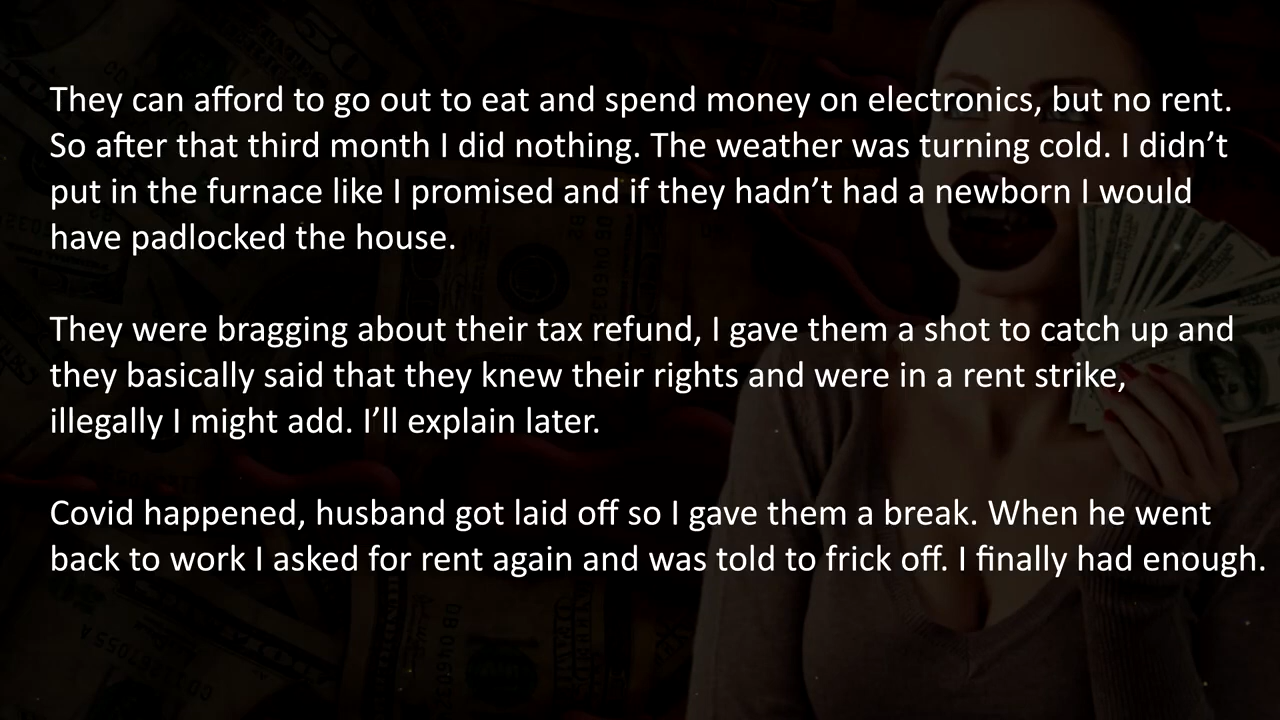 They can afford to go out to eat and spend money on electronics, but no rent.
So after that third month I did nothing. The weather was turning cold. I didn’t
put in the furnace like I promised and if they hadn’t had a newborn I would
have padlocked the house.
They were bragging about their tax refund, I gave them a shot to catch up and
they basically said that they knew their rights and were in a rent strike,
illegally I might add. I’ll explain later.
Covid happened, husband got laid off so I gave them a break. When he went
back to work I asked for rent again and was told to frick off. I finally had enough.